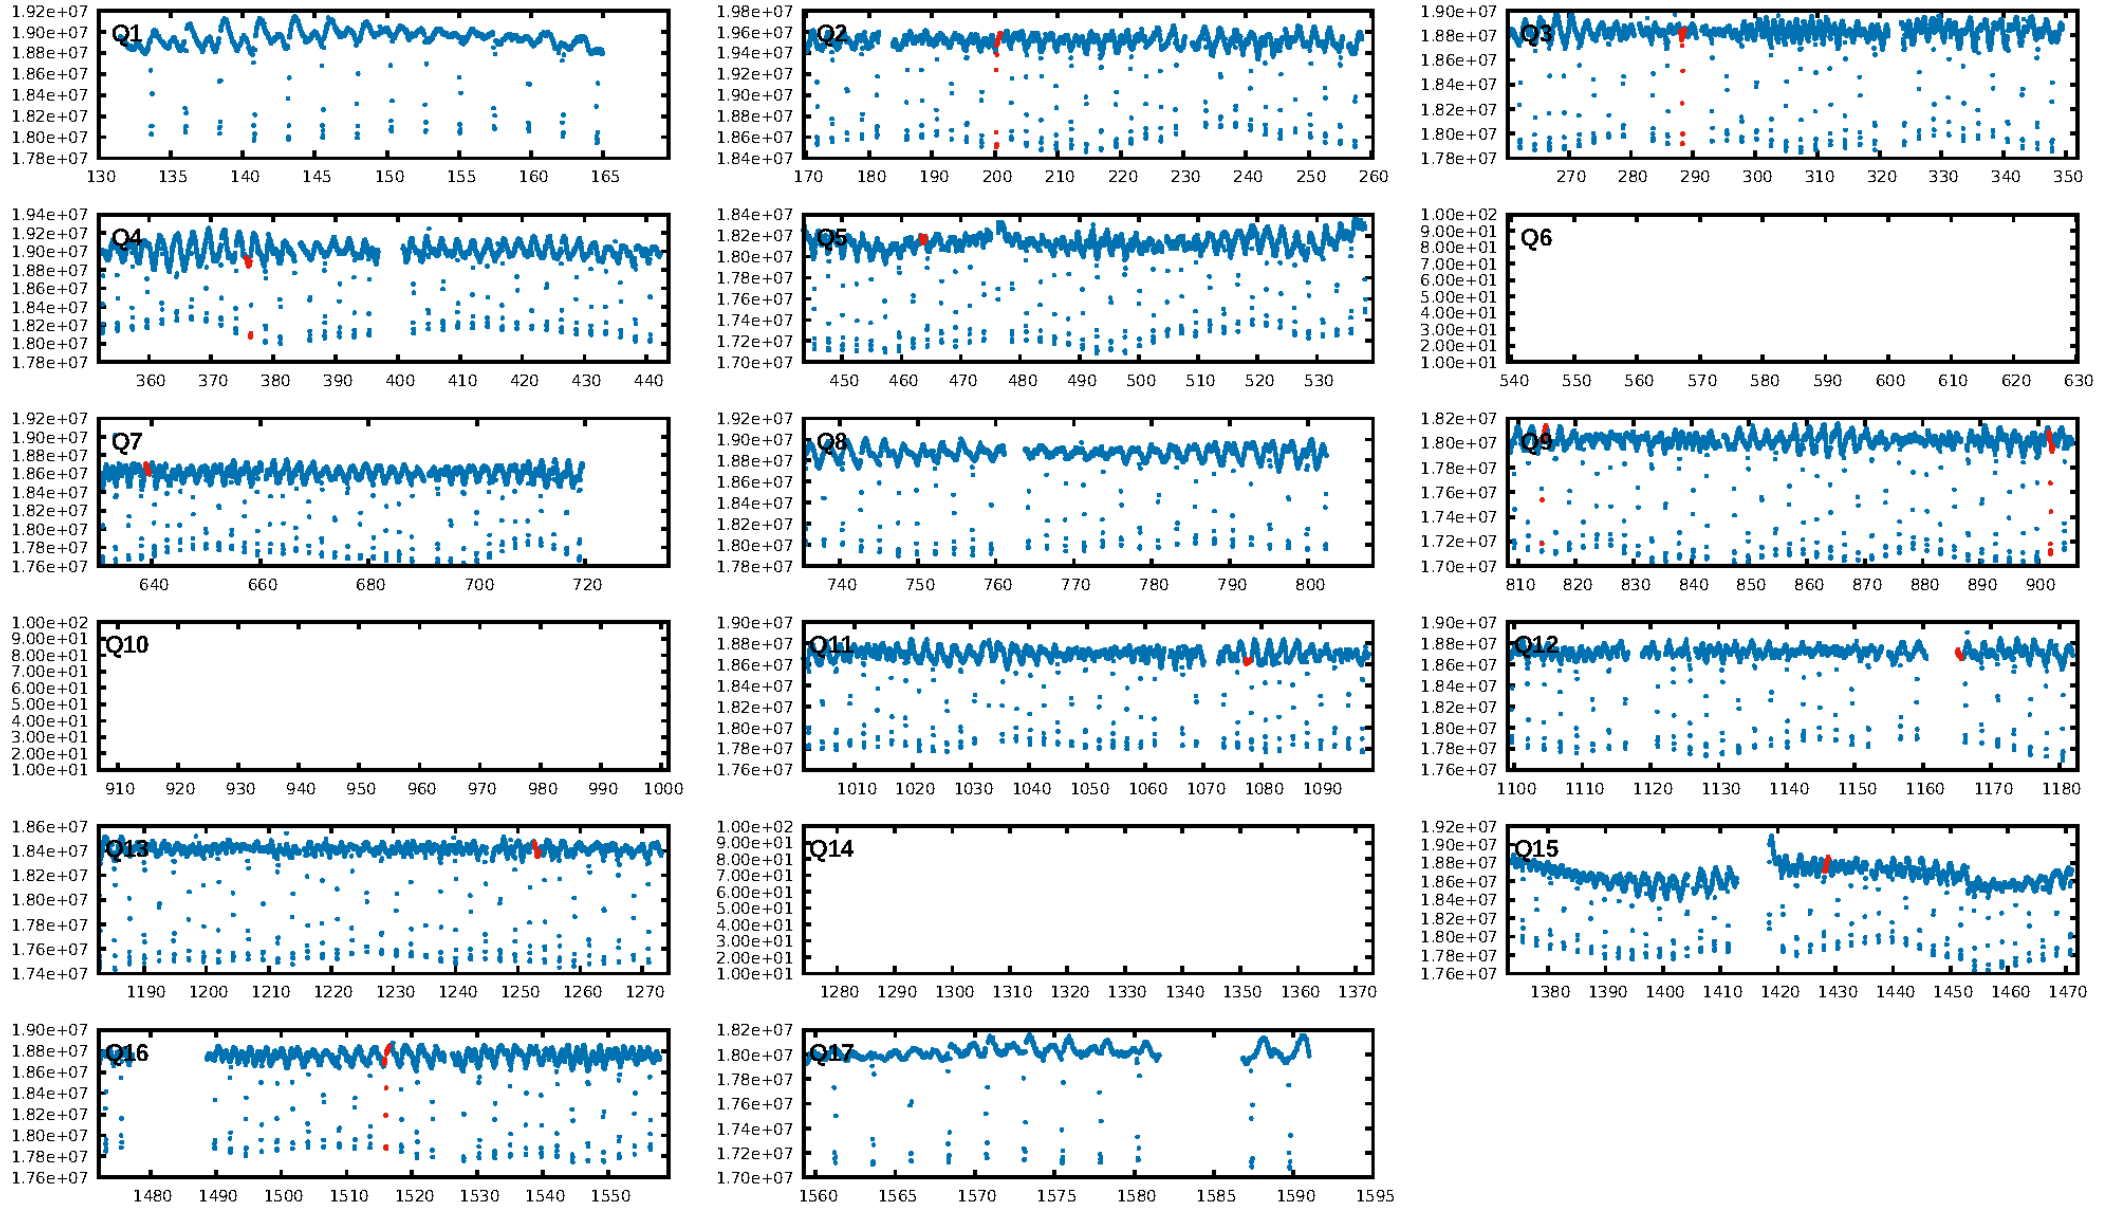 1.92e+07 1.91e+07 1.90e+07 1.88e+07 1.86e+07 1.84e+07 1.82e+07 1.80e+07 1.78e+07
Q1
130 135 140 145 150 155 160 165
1.98e+07 1.96e+07 1.94e+07 1.92e+07 1.90e+07 1.88e+07 1.86e+07 1.84e+07
Q2
170 180 190 200 210 220 230 240 250 260
1.90e+07 1.88e+07 1.86e+07 1.84e+07 1.82e+07 1.80e+07 1.78e+07
Q3
270 280 290 300 310 320 330 340 350
1.94e+07 1.92e+07 1.90e+07 1.88e+07 1.86e+07 1.84e+07 1.82e+07 1.80e+07 1.78e+07
Q4
360 370 380 390 400 410 420 430 440
1.84e+07 1.82e+07 1.80e+07 1.78e+07 1.76e+07 1.74e+07 1.72e+07 1.70e+07
Q5
450 460 470 480 490 500 510 520 530
1.00e+02 9.00e+01 8.00e+01 7.00e+01 6.00e+01 5.00e+01 4.00e+01 3.00e+01 2.00e+01 1.00e+01
Q6
540 550 560 570 580 590 600 610 620 630
1.92e+07 1.90e+07 1.88e+07 1.86e+07 1.84e+07 1.82e+07 1.80e+07 1.78e+07 1.76e+07
Q7
640 660 680 700 720
1.92e+07 1.90e+07 1.88e+07 1.86e+07 1.84e+07 1.82e+07 1.80e+07 1.78e+07
Q8
740 750 760 770 780 790 800
1.82e+07 1.80e+07 1.78e+07 1.76e+07 1.74e+07 1.72e+07 1.70e+07
Q9
810 820 830 840 850 860 870 880 890 900
1.00e+02 9.00e+01 8.00e+01 7.00e+01 6.00e+01 5.00e+01 4.00e+01 3.00e+01 2.00e+01 1.00e+01
Q10
910 920 930 940 950 960 970 980 990 1000
1.90e+07 1.88e+07 1.86e+07 1.84e+07 1.82e+07 1.80e+07 1.78e+07 1.76e+07
Q11
1010 1020 1030 1040 1050 1060 1070 1080 1090
1.90e+07 1.88e+07 1.86e+07 1.84e+07 1.82e+07 1.80e+07 1.78e+07 1.76e+07
Q12
1100 1110 1120 1130 1140 1150 1160 1170 1180
1.86e+07 1.84e+07 1.82e+07 1.80e+07 1.78e+07 1.76e+07 1.74e+07
Q13
1190 1200 1210 1220 1230 1240 1250 1260 1270
1.00e+02 9.00e+01 8.00e+01 7.00e+01 6.00e+01 5.00e+01 4.00e+01 3.00e+01 2.00e+01 1.00e+01
Q14
1280 1290 1300 1310 1320 1330 1340 1350 1360 1370
1.92e+07 1.90e+07 1.88e+07 1.86e+07 1.84e+07 1.82e+07 1.80e+07 1.78e+07 1.76e+07
Q15
1380 1390 1400 1410 1420 1430 1440 1450 1460 1470
1.90e+07 1.88e+07 1.86e+07 1.84e+07 1.82e+07 1.80e+07 1.78e+07 1.76e+07
Q16
1480 1490 1500 1510 1520 1530 1540 1550
1.82e+07 1.80e+07 1.78e+07 1.76e+07 1.74e+07 1.72e+07 1.70e+07
Q17
1560 1565 1570 1575 1580 1585 1590 1595